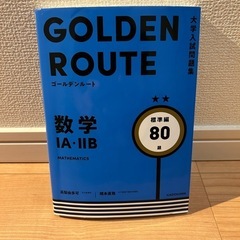 GOLDEN
ROUTE
ゴールデンルート
大学入試問題集
数学
IA·IIB
MATHEMATICS
★★
標準編
80